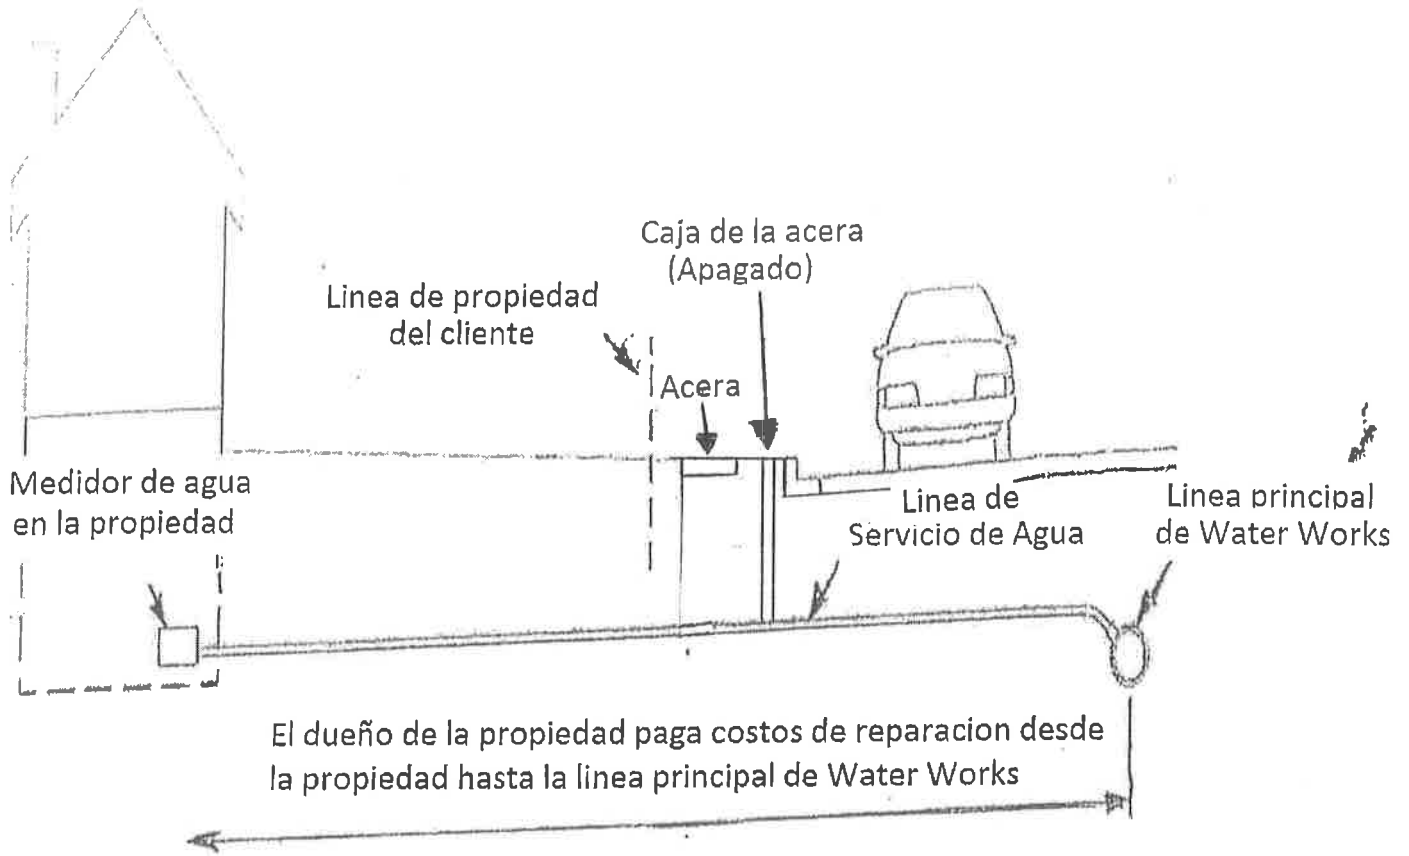 Caja de la acera
(Apagado)
Linea de propiedad
del cliente
Acera
Medidor de agua
en la propiedad
Linea de
Servicio de Agua
Linea principal
de Water Works
El dueño de la propiedad paga costos de reparacion desde
la propiedad hasta la linea principal de Water Works